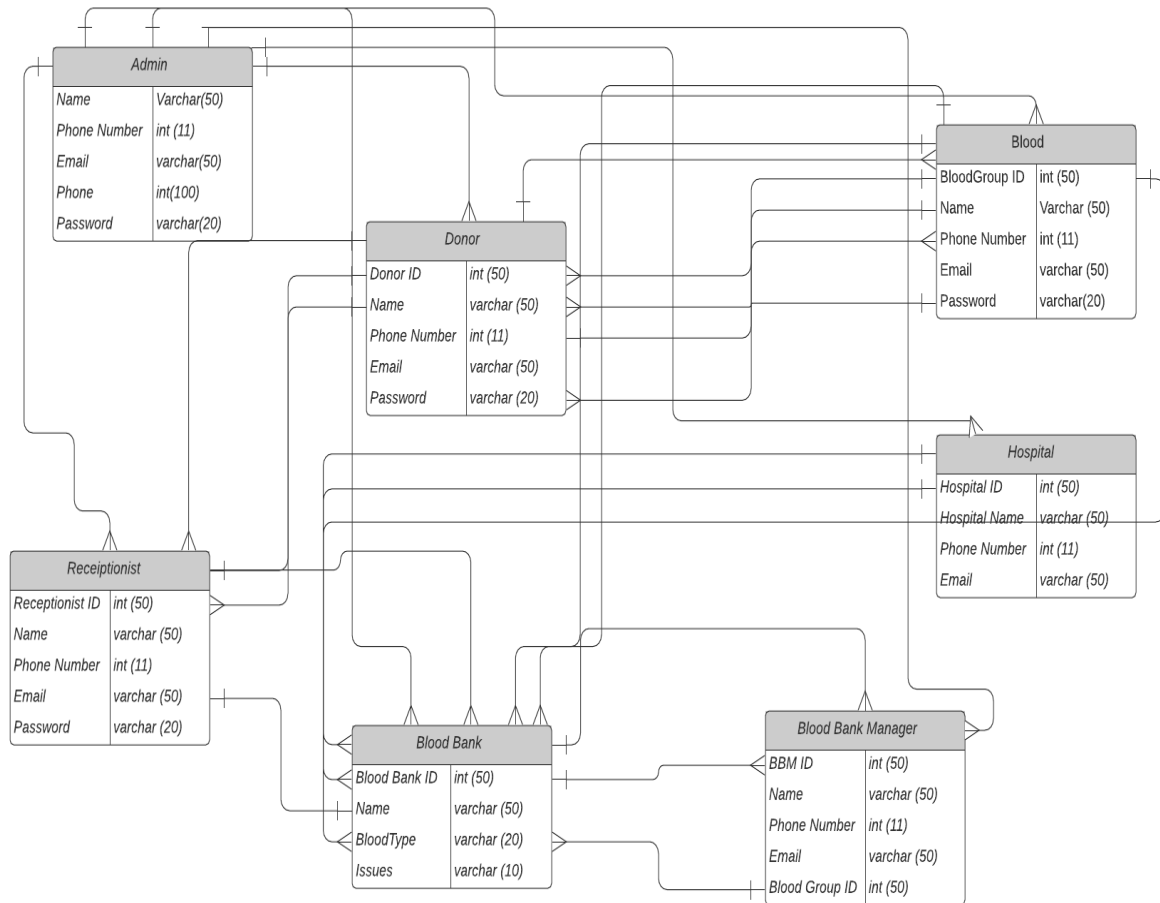 Admin
Name Varchar(50)
Phone Number int (11)
Email varchar(50)
Phone int(100)
Password varchar(20)
Blood
BloodGroup ID int (50)
Name Varchar (50)
Phone Number int (11)
Email varchar (50)
Password varchar(20)
Donor
Donor ID int (50)
Name varchar (50)
Phone Number int (11)
Email varchar (50)
Password varchar (20)
Hospital
Hospital ID int (50)
Hospital Name varchar (50)
Phone Number int (11)
Email varchar (50)
Receiptionist
Receptionist ID int (50)
Name varchar (50)
Phone Number int (11)
Email varchar (50)
Password varchar (20)
Blood Bank
Blood Bank ID int (50)
Name varchar (50)
BloodType varchar (20)
Issues varchar (10)
Blood Bank Manager
BBM ID int (50)
Name varchar (50)
Phone Number int (11)
Email varchar (50)
Blood Group ID int (50)